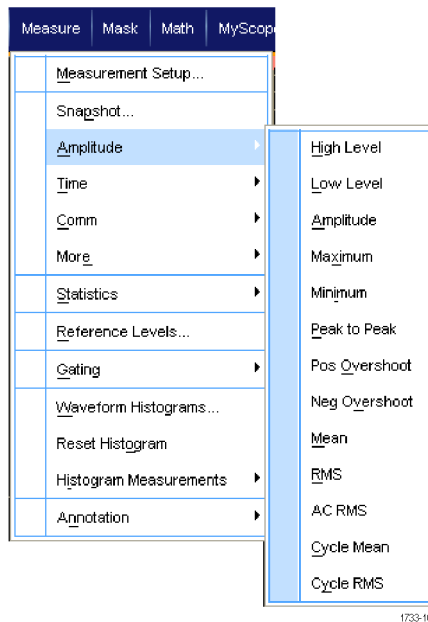 Measure Mask Math MyScop
Measurement Setup...
Snapshot...
Amplitude
Time
Comm
More
Statistics
Reference Levels...
Gating
Waveform Histograms...
Reset Histogram
Histogram Measurements
Annotation
High Level
Low Level
Amplitude
Maximum
Minimum
Peak to Peak
Pos Overshoot
Neg Overshoot
Mean
RMS
AC RMS
Cycle Mean
Cycle RMS